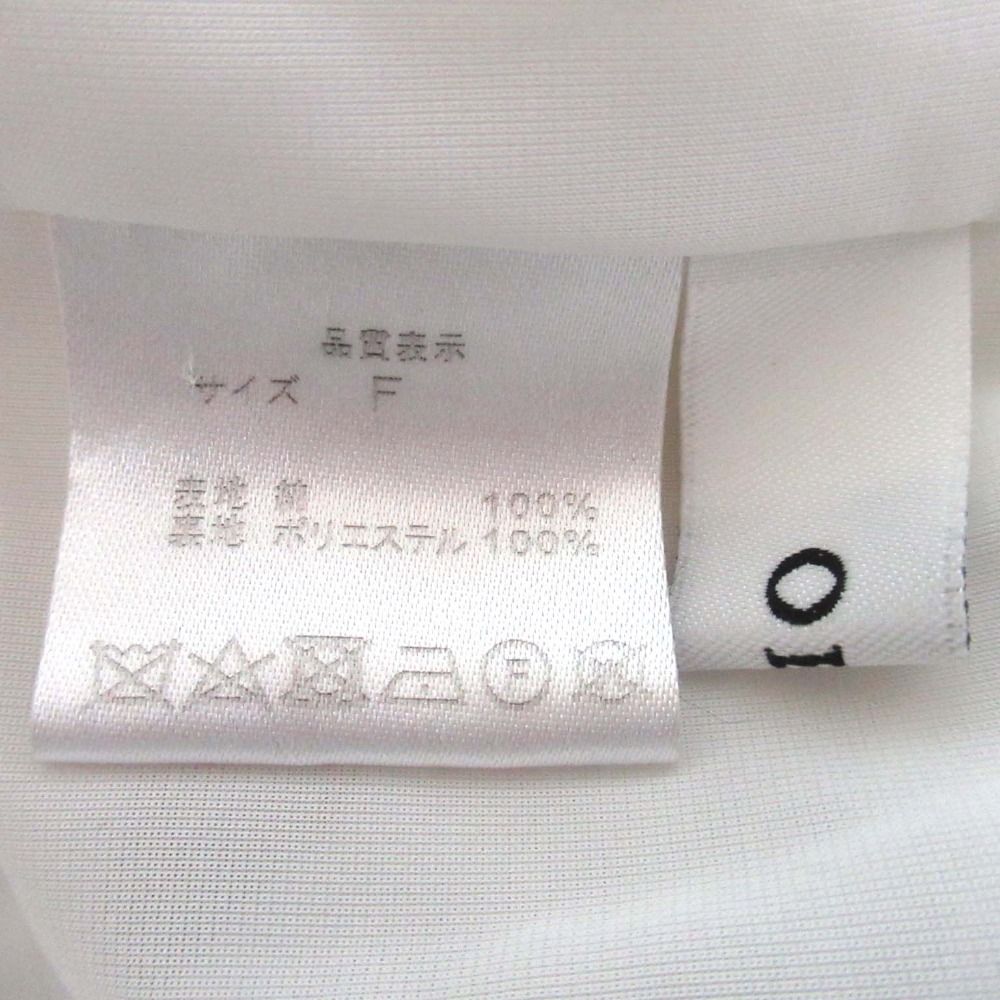 品質表示
サイズ F
表地 綿 100%
裏地 ポリエステル 100%
F
O